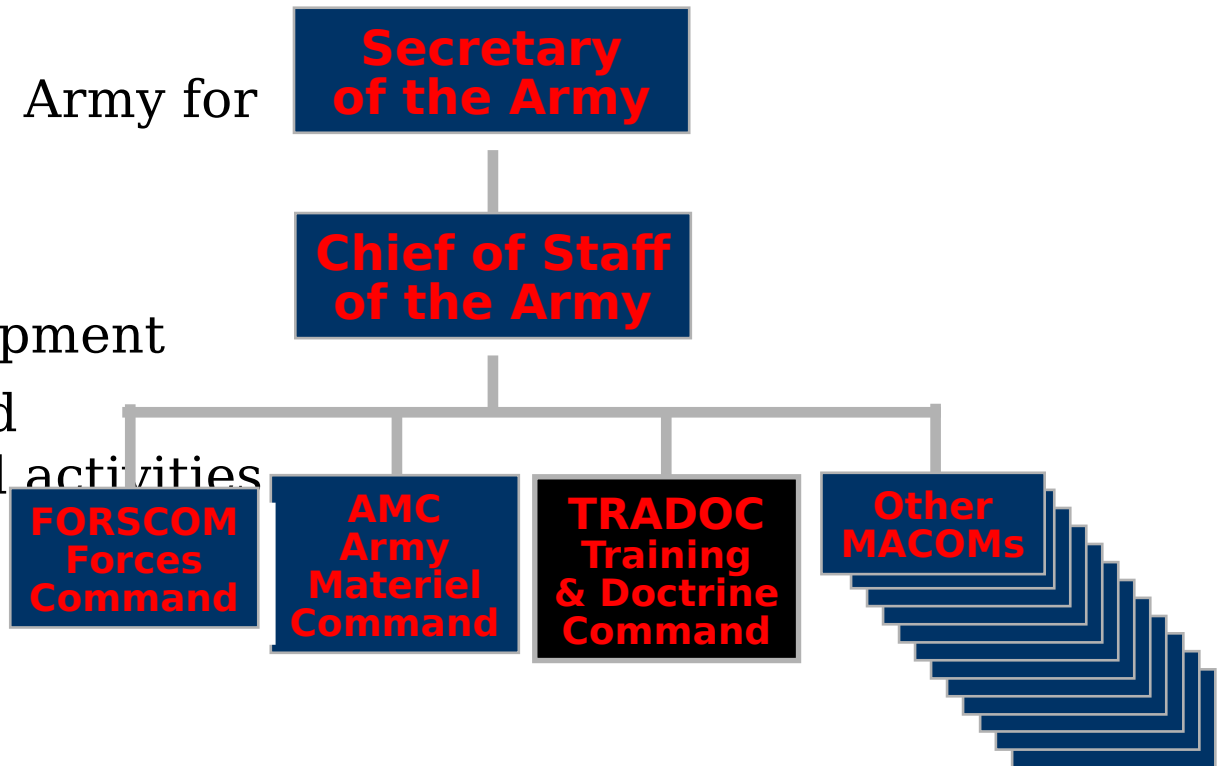 Secretary
of the Army
Army for
Chief of Staff
of the Army
pment
d
activities
FORSCOM
Forces
Command
AMC
Army
Materiel
Command
TRADOC
Training
& Doctrine
Command
Other
MACOMs